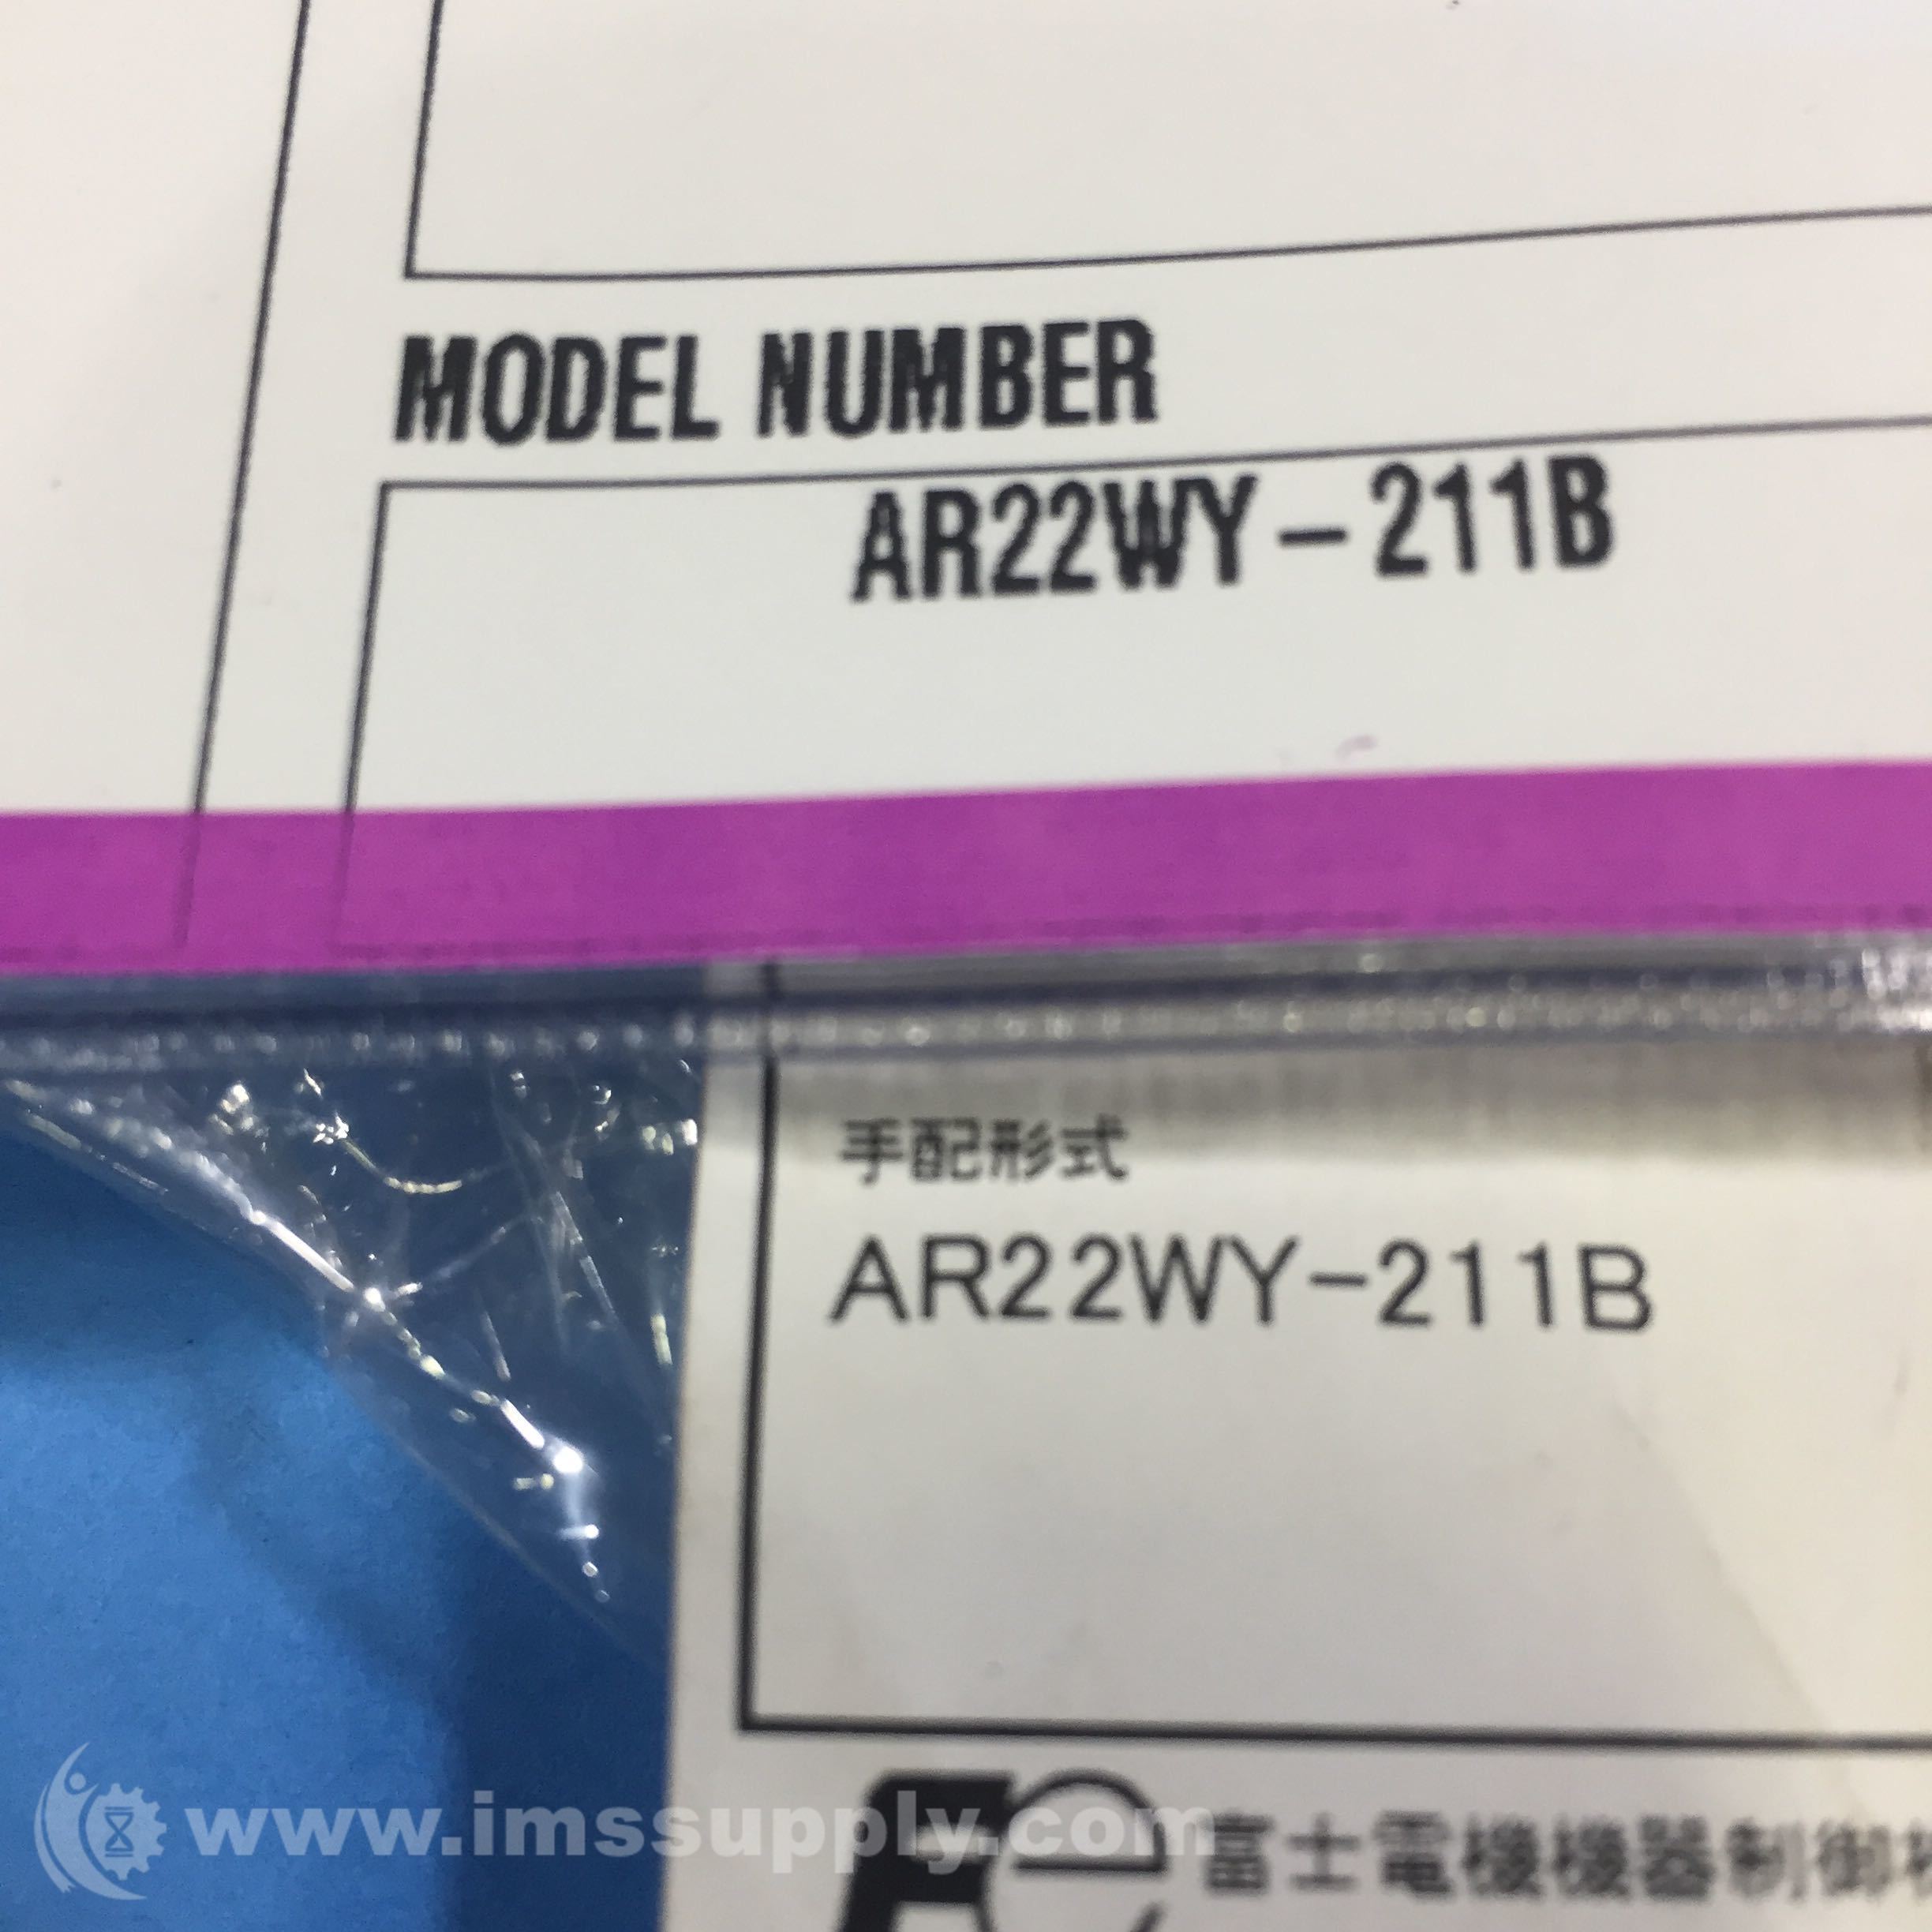 MODEL NUMBER
AR22WY-211B
手配形式
AR22WY-211B
Fe 富士電機機器制御
www.imssupply.com